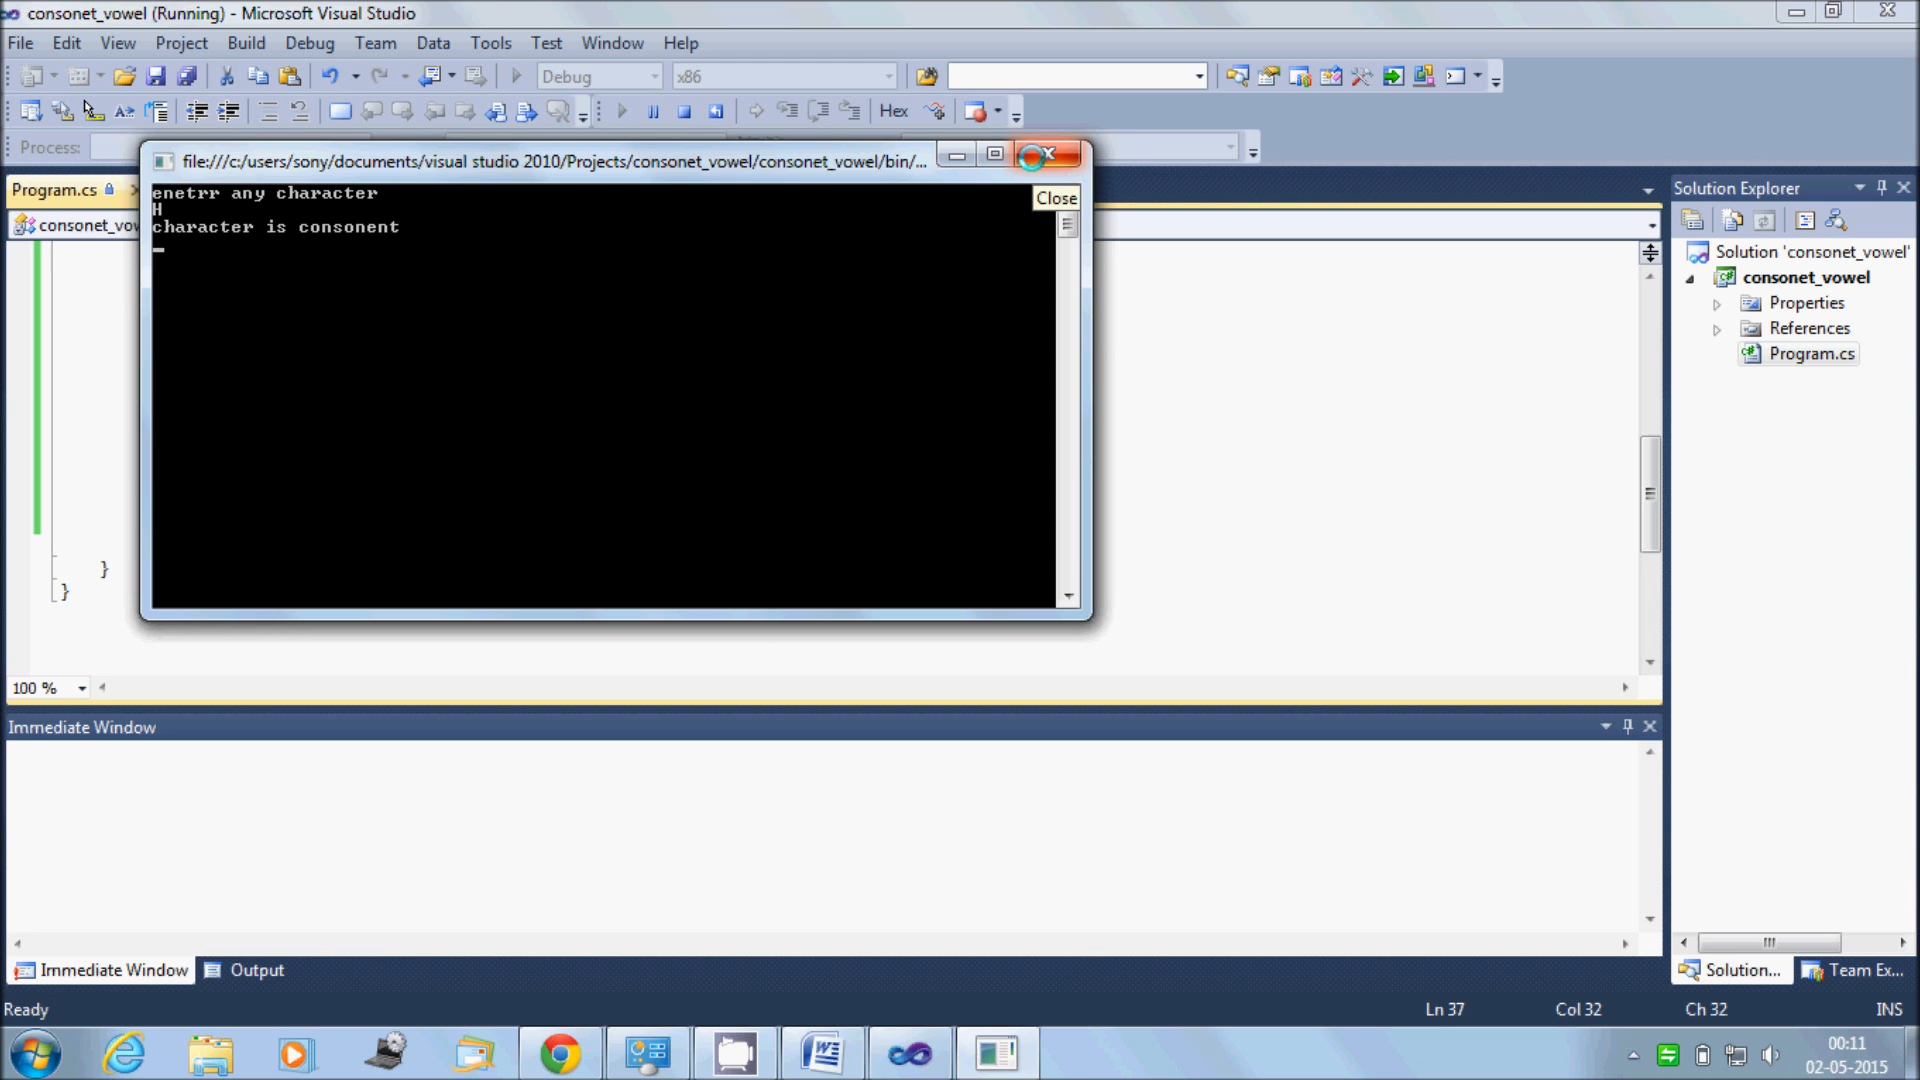 consonet_vowel (Running) - Microsoft Visual Studio
File Edit View Project Build Debug Team Data Tools Test Window Help
Debug x86
Hex
Process:
file:///c:/users/sony/documents/visual studio 2010/Projects/consonet_vowel/consonet_vowel/bin/...
Close
enetrr any character
H
character is consonent
Program.cs
consonet_vow
}
}
100 %
Solution Explorer
Solution 'consonet_vowel'
consonet_vowel
Properties
References
Program.cs
Immediate Window
Immediate Window Output
Solution... Team Ex...
Ready Ln 37 Col 32 Ch 32 INS
00:11
02-05-2015